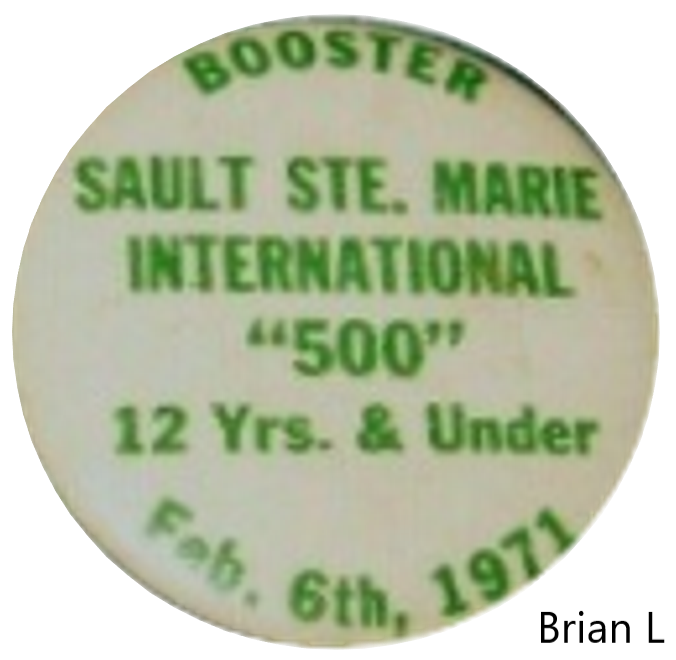 BOOSTER
SAULT STE. MARIE
INTERNATIONAL
“500”
12 Yrs. & Under
Feb. 6th, 1971
Brian L